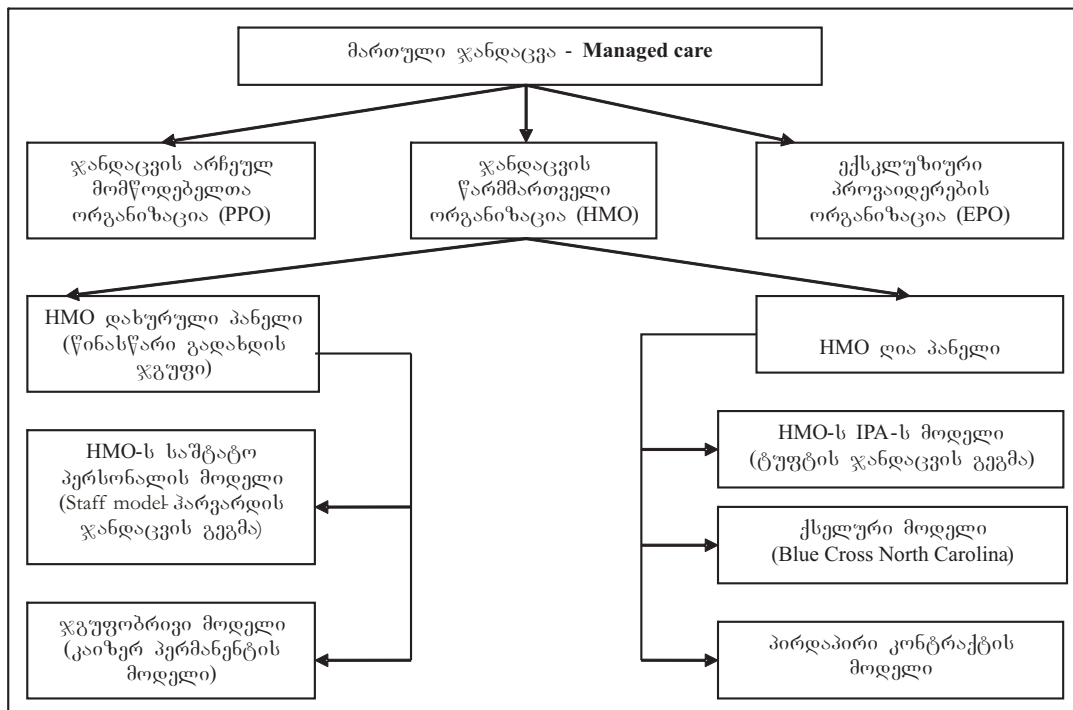 მართული ჯანდაცვა - Managed care
ჯანდაცვის არჩეულ
მომწოდებელთა
ორგანიზაცია (PPO)
ჯანდაცვის
წარმმართველი
ორგანიზაცია (HMO)
ექსკლუზიური
პროვაიდერების
ორგანიზაცია (EPO)
HMO დახურული პანელი
(წინასწარი გადახდის
ჯგუფი)
HMO ღია პანელი
HMO-ს საშტატო
პერსონალის მოდელი
(Staff model-ჰარვარდის
ჯანდაცვის გეგმა)
ჯგუფობრივი მოდელი
(კაიზერ პერმანენტის
მოდელი)
HMO-ს IPA-ს მოდელი
(ტუფტის ჯანდაცვის გეგმა)
ქსელური მოდელი
(Blue Cross North Carolina)
პირდაპირი კონტრაქტის
მოდელი